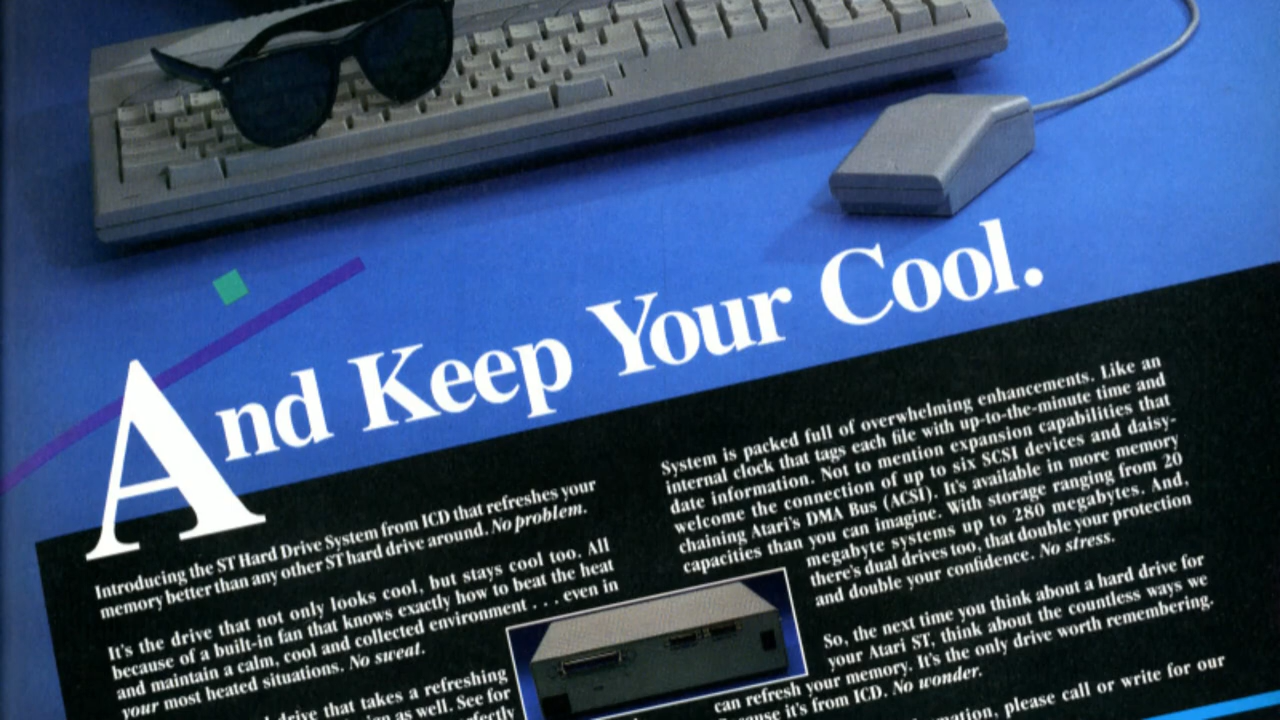 And Keep Your Cool.
Introducing the ST Hard Drive System from ICD that refreshes your
memory better than any other ST hard drive around. No problem.
It's the drive that not only looks cool, but stays cool too. All
because of a built-in fan that knows exactly how to beat the heat
and maintain a calm, cool and collected environment . . . even in
your most heated situations. No sweat.
drive that takes a refreshing
as well. See for
System is packed full of overwhelming enhancements. Like an
internal clock that tags each file with up-to-the-minute time and
date information. Not to mention expansion capabilities that
welcome the connection of up to six SCSI devices and daisy-
chaining Atari's DMA Bus (ACSI). It's available in more memory
capacities than you can imagine. With storage ranging from 20
megabyte systems up to 280 megabytes. And,
there's dual drives too, that double your protection
and double your confidence. No stress.
So, the next time you think about a hard drive for
your Atari ST, think about the countless ways we
can refresh your memory. It's the only drive worth remembering.
Because it's from ICD. No wonder.
please call or write for our